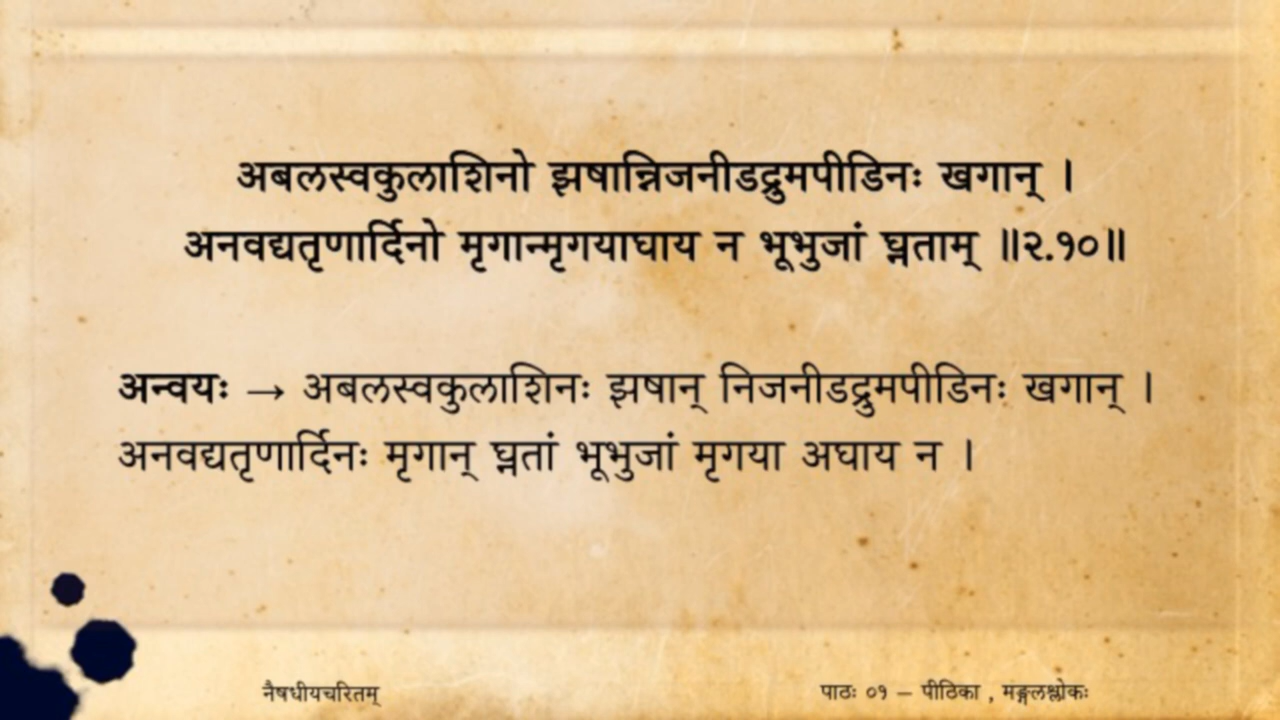 अबलस्वकुलाशिनो झषान्निजनीडद्रुमपीडिनः खगान् ।
अनवद्यतृणार्दिनो मृगान्मृगयाघाय न भूभुजां घ्नताम् ॥२.१०॥
अन्वयः → अबलस्वकुलाशिनः झषान् निजनीडद्रुमपीडिनः खगान् ।
अनवद्यतृणार्दिनः मृगान् घ्नतां भूभुजां मृगया अघाय न ।
नैषधीयचरितम्
पाठः ०१ – पीठिका , मङ्गलश्लोकः